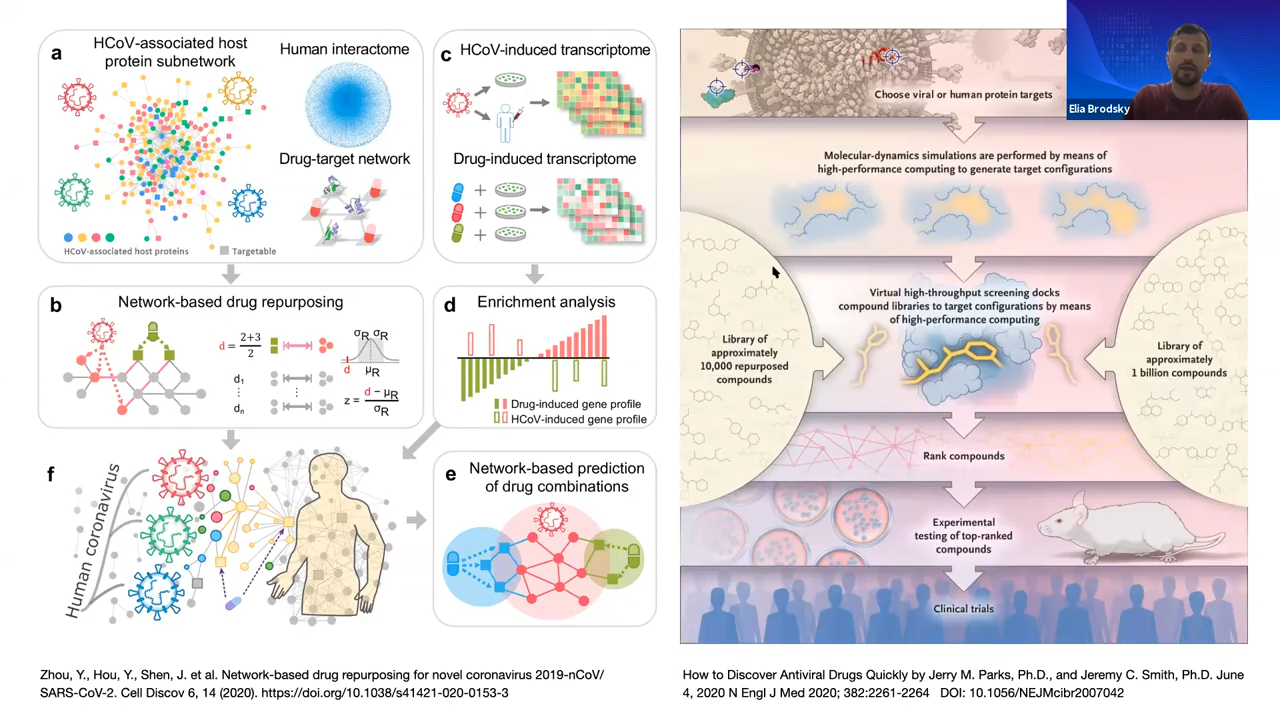 a
HCoV-associated host
protein subnetwork
Human interactome
Drug-target network
HCoV-associated host proteins
Targetable
c
HCoV-induced transcriptome
Drug-induced transcriptome
+
+
+
b
Network-based drug repurposing
d = 2+3
2
d1
⋮
dn
⋮
σR σR
d
μR
z = d − μR
σR
d
Enrichment analysis
Drug-induced gene profile
HCoV-induced gene profile
f
Human coronavirus
e
Network-based prediction
of drug combinations
Zhou, Y., Hou, Y., Shen, J. et al. Network-based drug repurposing for novel coronavirus 2019-nCoV/
SARS-CoV-2. Cell Discov 6, 14 (2020). https://doi.org/10.1038/s41421-020-0153-3
Elia Brodsky
Choose viral or human protein targets
Molecular-dynamics simulations are performed by means of
high-performance computing to generate target configurations
Virtual high-throughput screening docks
compound libraries to target configurations by means
of high-performance computing
Library of
approximately
10,000 repurposed
compounds
Library of
approximately
1 billion compounds
Rank compounds
Experimental
testing of top-ranked
compounds
Clinical trials
How to Discover Antiviral Drugs Quickly by Jerry M. Parks, Ph.D., and Jeremy C. Smith, Ph.D. June
4, 2020 N Engl J Med 2020; 382:2261-2264 DOI: 10.1056/NEJMcibr2007042